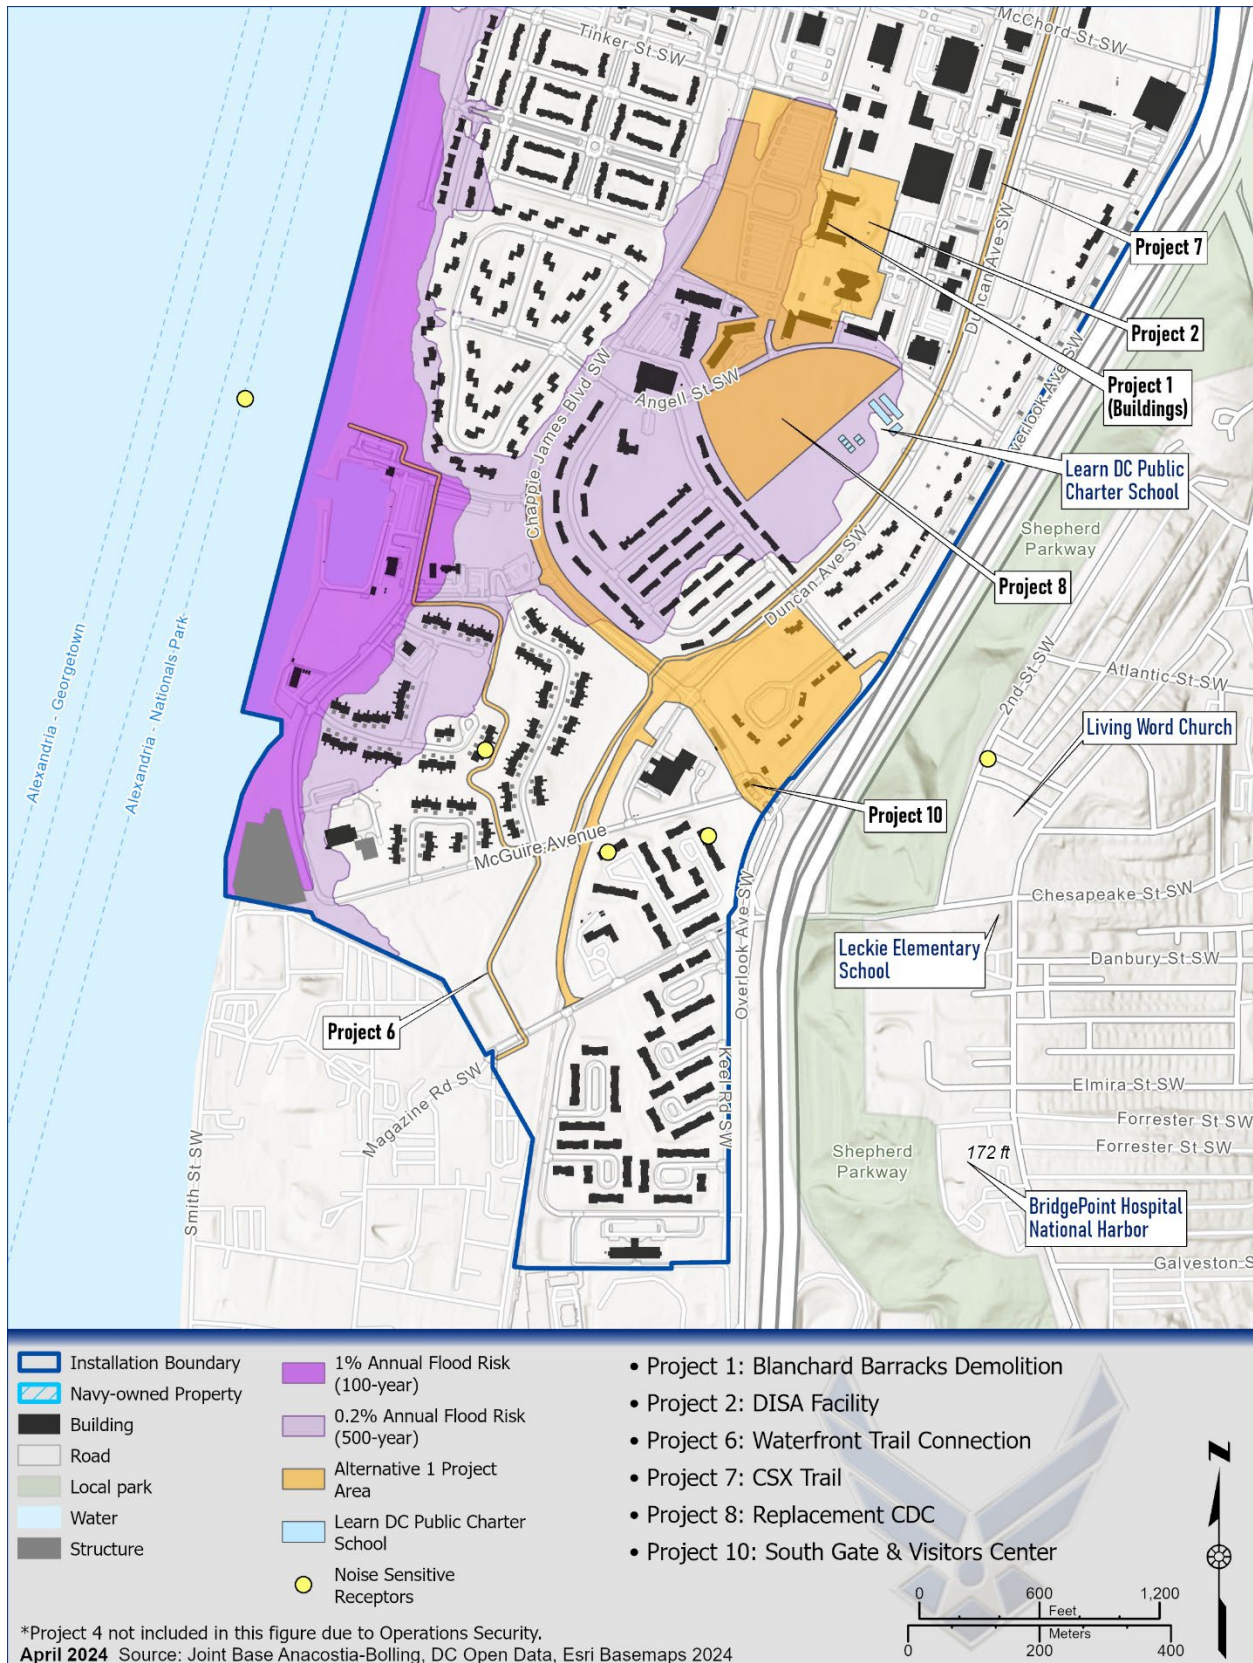 McChord St SW
Tinker St SW
Duncan Ave SW
Project 7
Project 2
Project 1
(Buildings)
Overlook Ave SW
Chappie James Blvd SW
Angell St SW
Learn DC Public
Charter School
Shepherd
Parkway
Project 8
Duncan Ave SW
2nd St SW
Atlantic St SW
Living Word Church
Alexandria - Georgetown
Alexandria - Nationals Park
Project 10
McGuire Avenue
Chesapeake St SW
Leckie Elementary
School
Danbury St SW
Overlook Ave SW
Project 6
Magazine Rd SW
Keel Rd SW
Elmira St SW
Forrester St SW
Forrester St SW
Shepherd
Parkway
172 ft
Smith St SW
BridgePoint Hospital
National Harbor
Galveston S
Installation Boundary
Navy-owned Property
Building
Road
Local park
Water
Structure
1% Annual Flood Risk
(100-year)
0.2% Annual Flood Risk
(500-year)
Alternative 1 Project
Area
Learn DC Public Charter
School
Noise Sensitive
Receptors
• Project 1: Blanchard Barracks Demolition
• Project 2: DISA Facility
• Project 6: Waterfront Trail Connection
• Project 7: CSX Trail
• Project 8: Replacement CDC
• Project 10: South Gate & Visitors Center
N
0 600 1,200
Feet
Meters
0 200 400
*Project 4 not included in this figure due to Operations Security.
April 2024 Source: Joint Base Anacostia-Bolling, DC Open Data, Esri Basemaps 2024